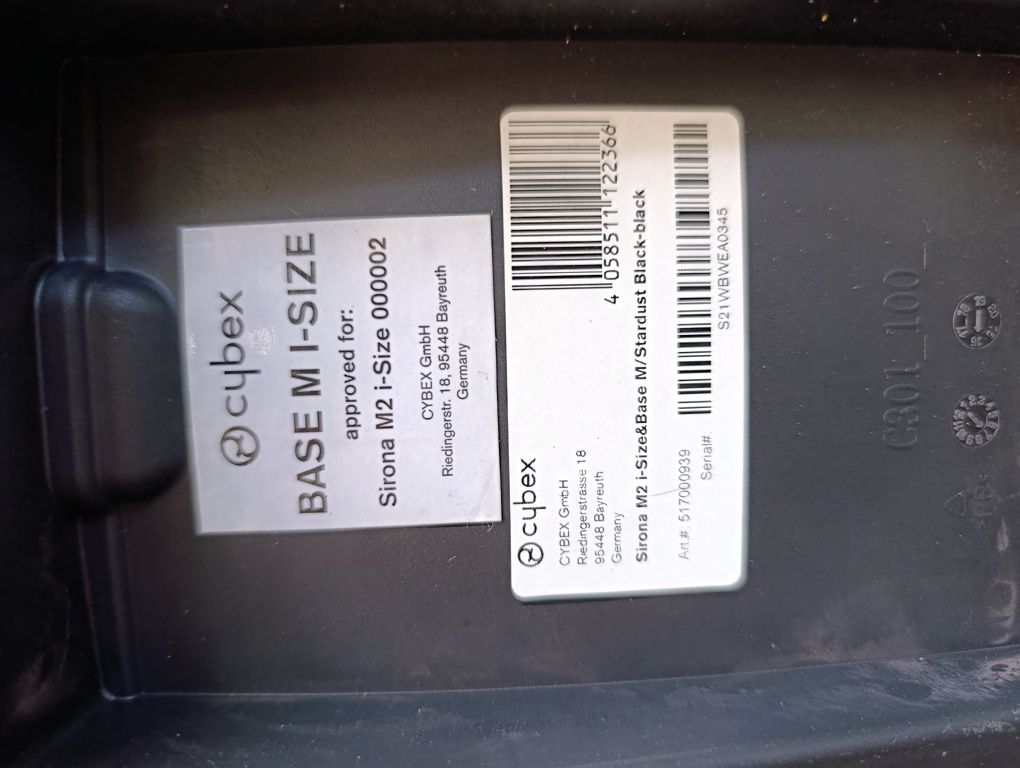 cybex
BASE M I-SIZE
approved for:
Sirona M2 i-Size 000002
CYBEX GmbH
Riedingerstr. 18, 95448 Bayreuth
Germany
4 058511 122366
cybex
CYBEX GmbH
Riedingerstrasse 18
95448 Bayreuth
Germany
Sirona M2 i-Size&Base M/Stardust Black-black
Art.#: 517000939
Serial#:
S21WBWEA0345